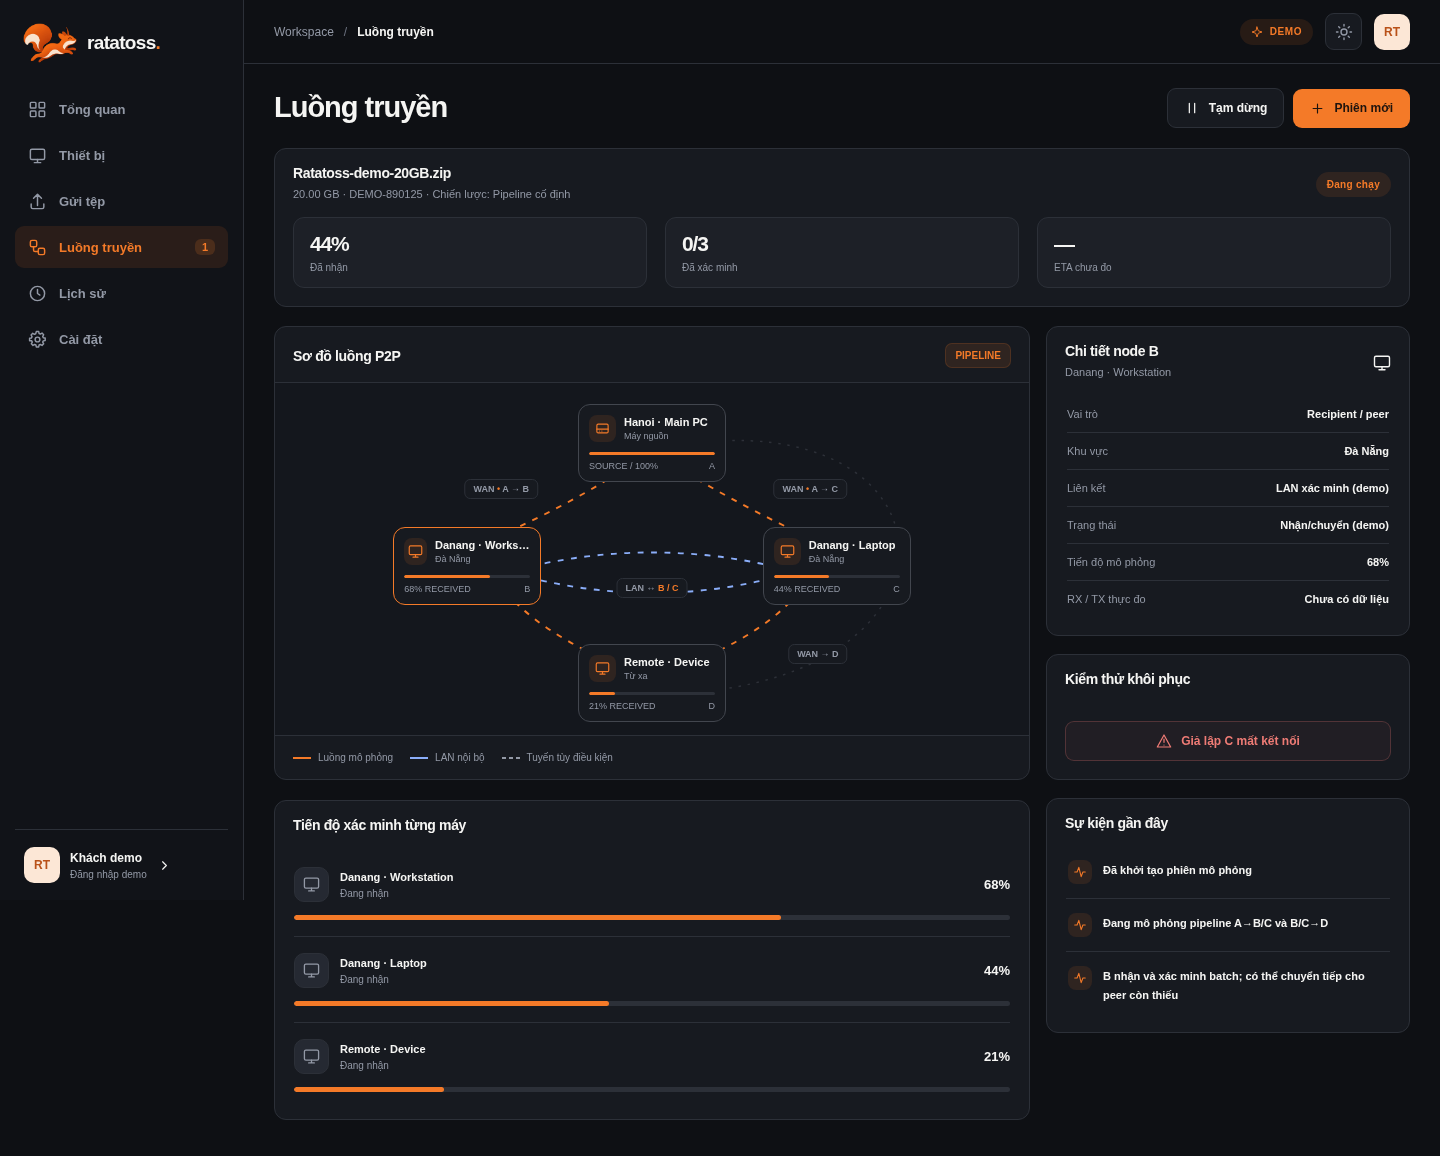 ratatoss.
Workspace / Luồng truyền
DEMO
RT
Tổng quan
Thiết bị
Gửi tệp
Luồng truyền 1
Lịch sử
Cài đặt
RT
Khách demo
Đăng nhập demo
Luồng truyền
Tạm dừng
Phiên mới
Ratatoss-demo-20GB.zip
20.00 GB · DEMO-890125 · Chiến lược: Pipeline cố định
Đang chạy
44%
Đã nhận
0/3
Đã xác minh
—
ETA chưa đo
Sơ đồ luồng P2P
PIPELINE
Hanoi · Main PC
Máy nguồn
SOURCE / 100% A
WAN • A → B
WAN • A → C
Danang · Works...
Đà Nẵng
68% RECEIVED B
LAN ↔ B / C
Danang · Laptop
Đà Nẵng
44% RECEIVED C
WAN → D
Remote · Device
Từ xa
21% RECEIVED D
Luồng mô phỏng
LAN nội bộ
Tuyến tùy điều kiện
Tiến độ xác minh từng máy
Danang · Workstation
Đang nhận
68%
Danang · Laptop
Đang nhận
44%
Remote · Device
Đang nhận
21%
Chi tiết node B
Danang · Workstation
Vai trò Recipient / peer
Khu vực Đà Nẵng
Liên kết LAN xác minh (demo)
Trạng thái Nhận/chuyển (demo)
Tiến độ mô phỏng 68%
RX / TX thực đo Chưa có dữ liệu
Kiểm thử khôi phục
Giả lập C mất kết nối
Sự kiện gần đây
Đã khởi tạo phiên mô phỏng
Đang mô phỏng pipeline A→B/C và B/C→D
B nhận và xác minh batch; có thể chuyển tiếp cho
peer còn thiếu